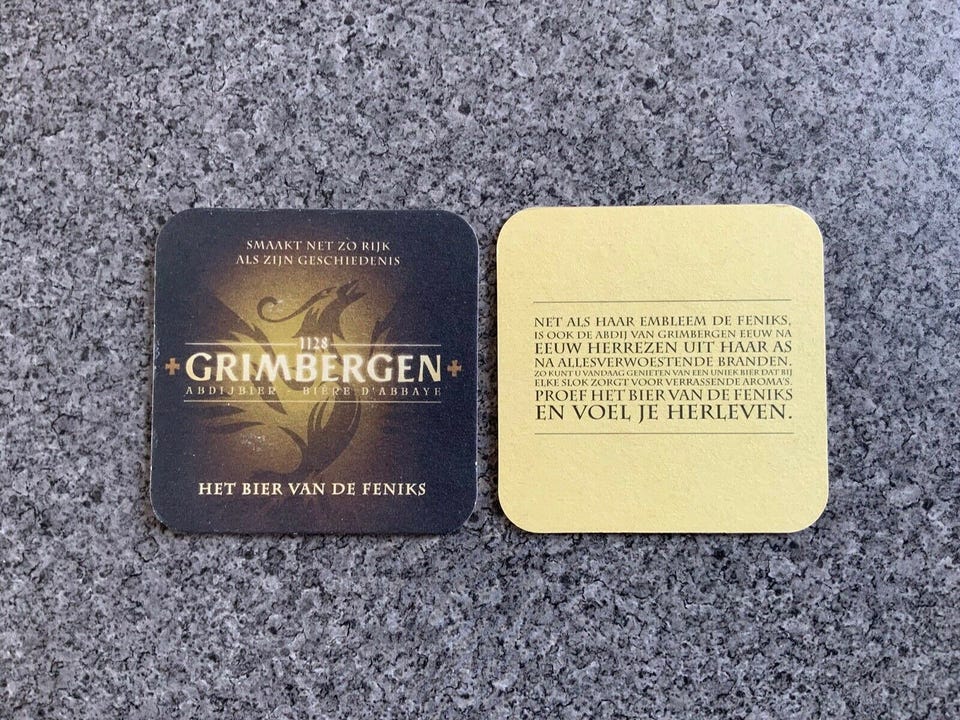 SMAAKT NET ZÒ RIJK
ALS ZIJN GESCHIEDENIS
1128
GRIMBERGEN
ABDIJBIER BIÈRE D'ABBAYE
HET BIER VAN DE FENIKS
NET ALS HAAR EMBLEEM DE FENIKS,
IS OOK DE ABDIJ VAN GRIMBERGEN EEUW NA
EEUW HERREZEN UIT HAAR AS
NA ALLESVERWOESTENDE BRANDEN.
ZO KUNT U VANDAAG GENIETEN VAN EEN UNIEK BIER DAT BIJ
ELKE SLOK ZORGT VOOR VERRASSENDE AROMA'S.
PROEF HET BIER VAN DE FENIKS
EN VOEL JE HERLEVEN.